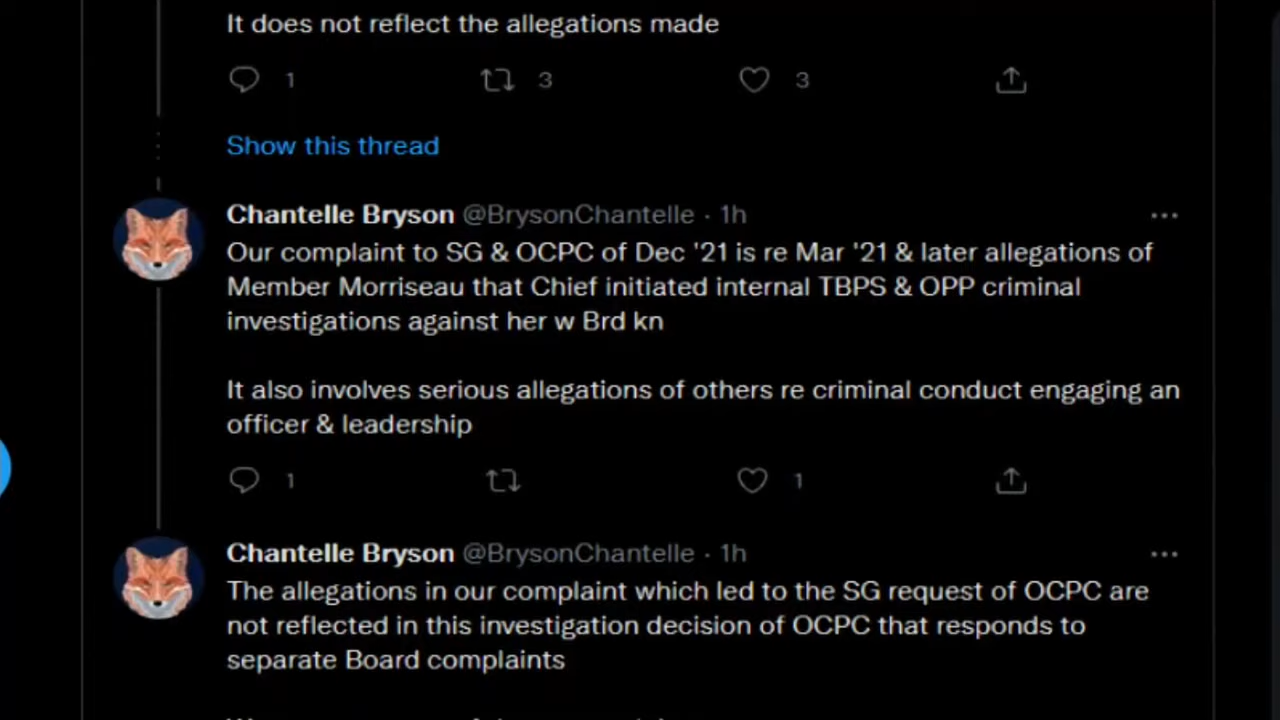 It does not reflect the allegations made
1 3 3
Show this thread
Chantelle Bryson @BrysonChantelle · 1h
Our complaint to SG & OCPC of Dec '21 is re Mar '21 & later allegations of
Member Morriseau that Chief initiated internal TBPS & OPP criminal
investigations against her w Brd kn
It also involves serious allegations of others re criminal conduct engaging an
officer & leadership
1 1
Chantelle Bryson @BrysonChantelle · 1h
The allegations in our complaint which led to the SG request of OCPC are
not reflected in this investigation decision of OCPC that responds to
separate Board complaints